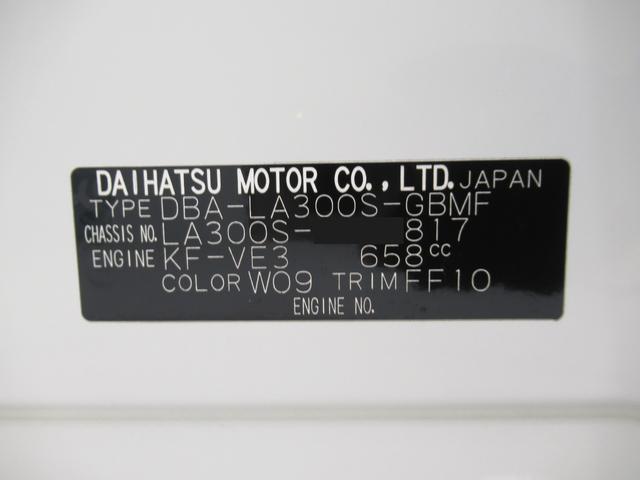 DAIHATSU MOTOR CO., LTD. JAPAN
TYPE DBA-LA300S-GBMF
CHASSIS NO. LA300S- 817
ENGINE KF-VE3 658cc
COLOR W09 TRIM FF10
ENGINE NO.